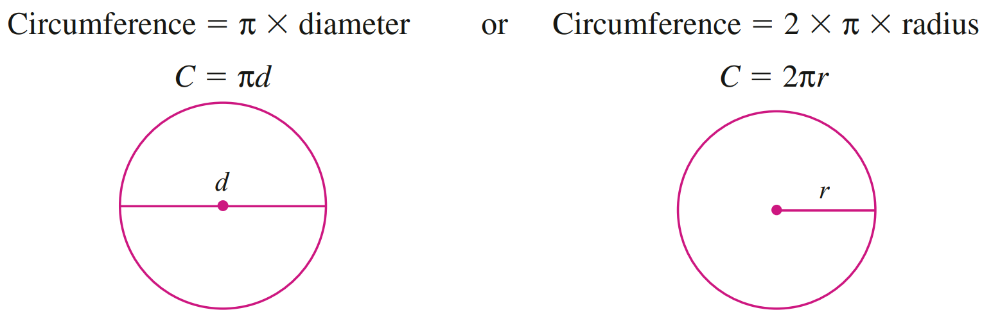 Circumference = π × diameter or Circumference = 2 × π × radius
C = πd C = 2πr
d r